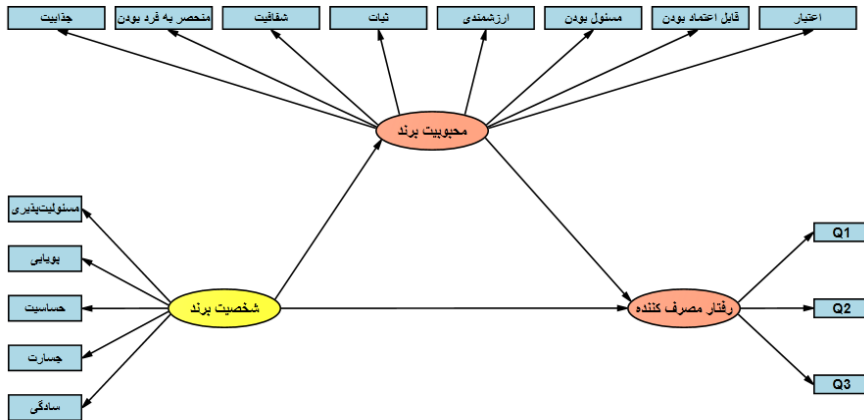 اعتبار
قابل اعتماد بودن
مسئول بودن
ارزشمندی
ثبات
شفافیت
منحصر به فرد بودن
جذابیت
محبوبیت برند
مسئولیت‌پذیری
پویایی
حساسیت
جسارت
سادگی
شخصیت برند
رفتار مصرف کننده
Q1
Q2
Q3